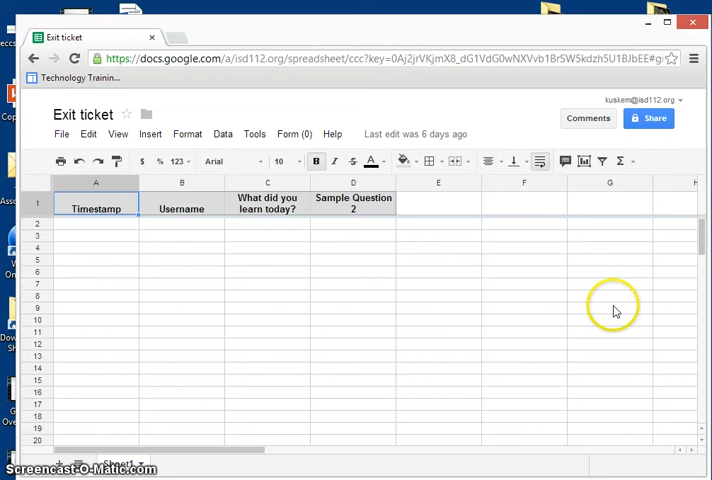 Exit ticket
https://docs.google.com/a/isd112.org/spreadsheet/ccc?key=0Aj2jrVKjmX8_dG1VdG0wNXVvb1BrSW5kdzh5U1BJbEE#g
Technology Trainin...
kuskem@isd112.org
Exit ticket
Comments
Share
File Edit View Insert Format Data Tools Form (0) Help Last edit was 6 days ago
$ % 123 Arial 10 B I S A Σ
A B C D E F G H
1 Timestamp Username What did you learn today? Sample Question 2
2
3
4
5
6
7
8
9
10
11
12
13
14
15
16
17
18
19
20
Sheet1
Screencast-O-Matic.com